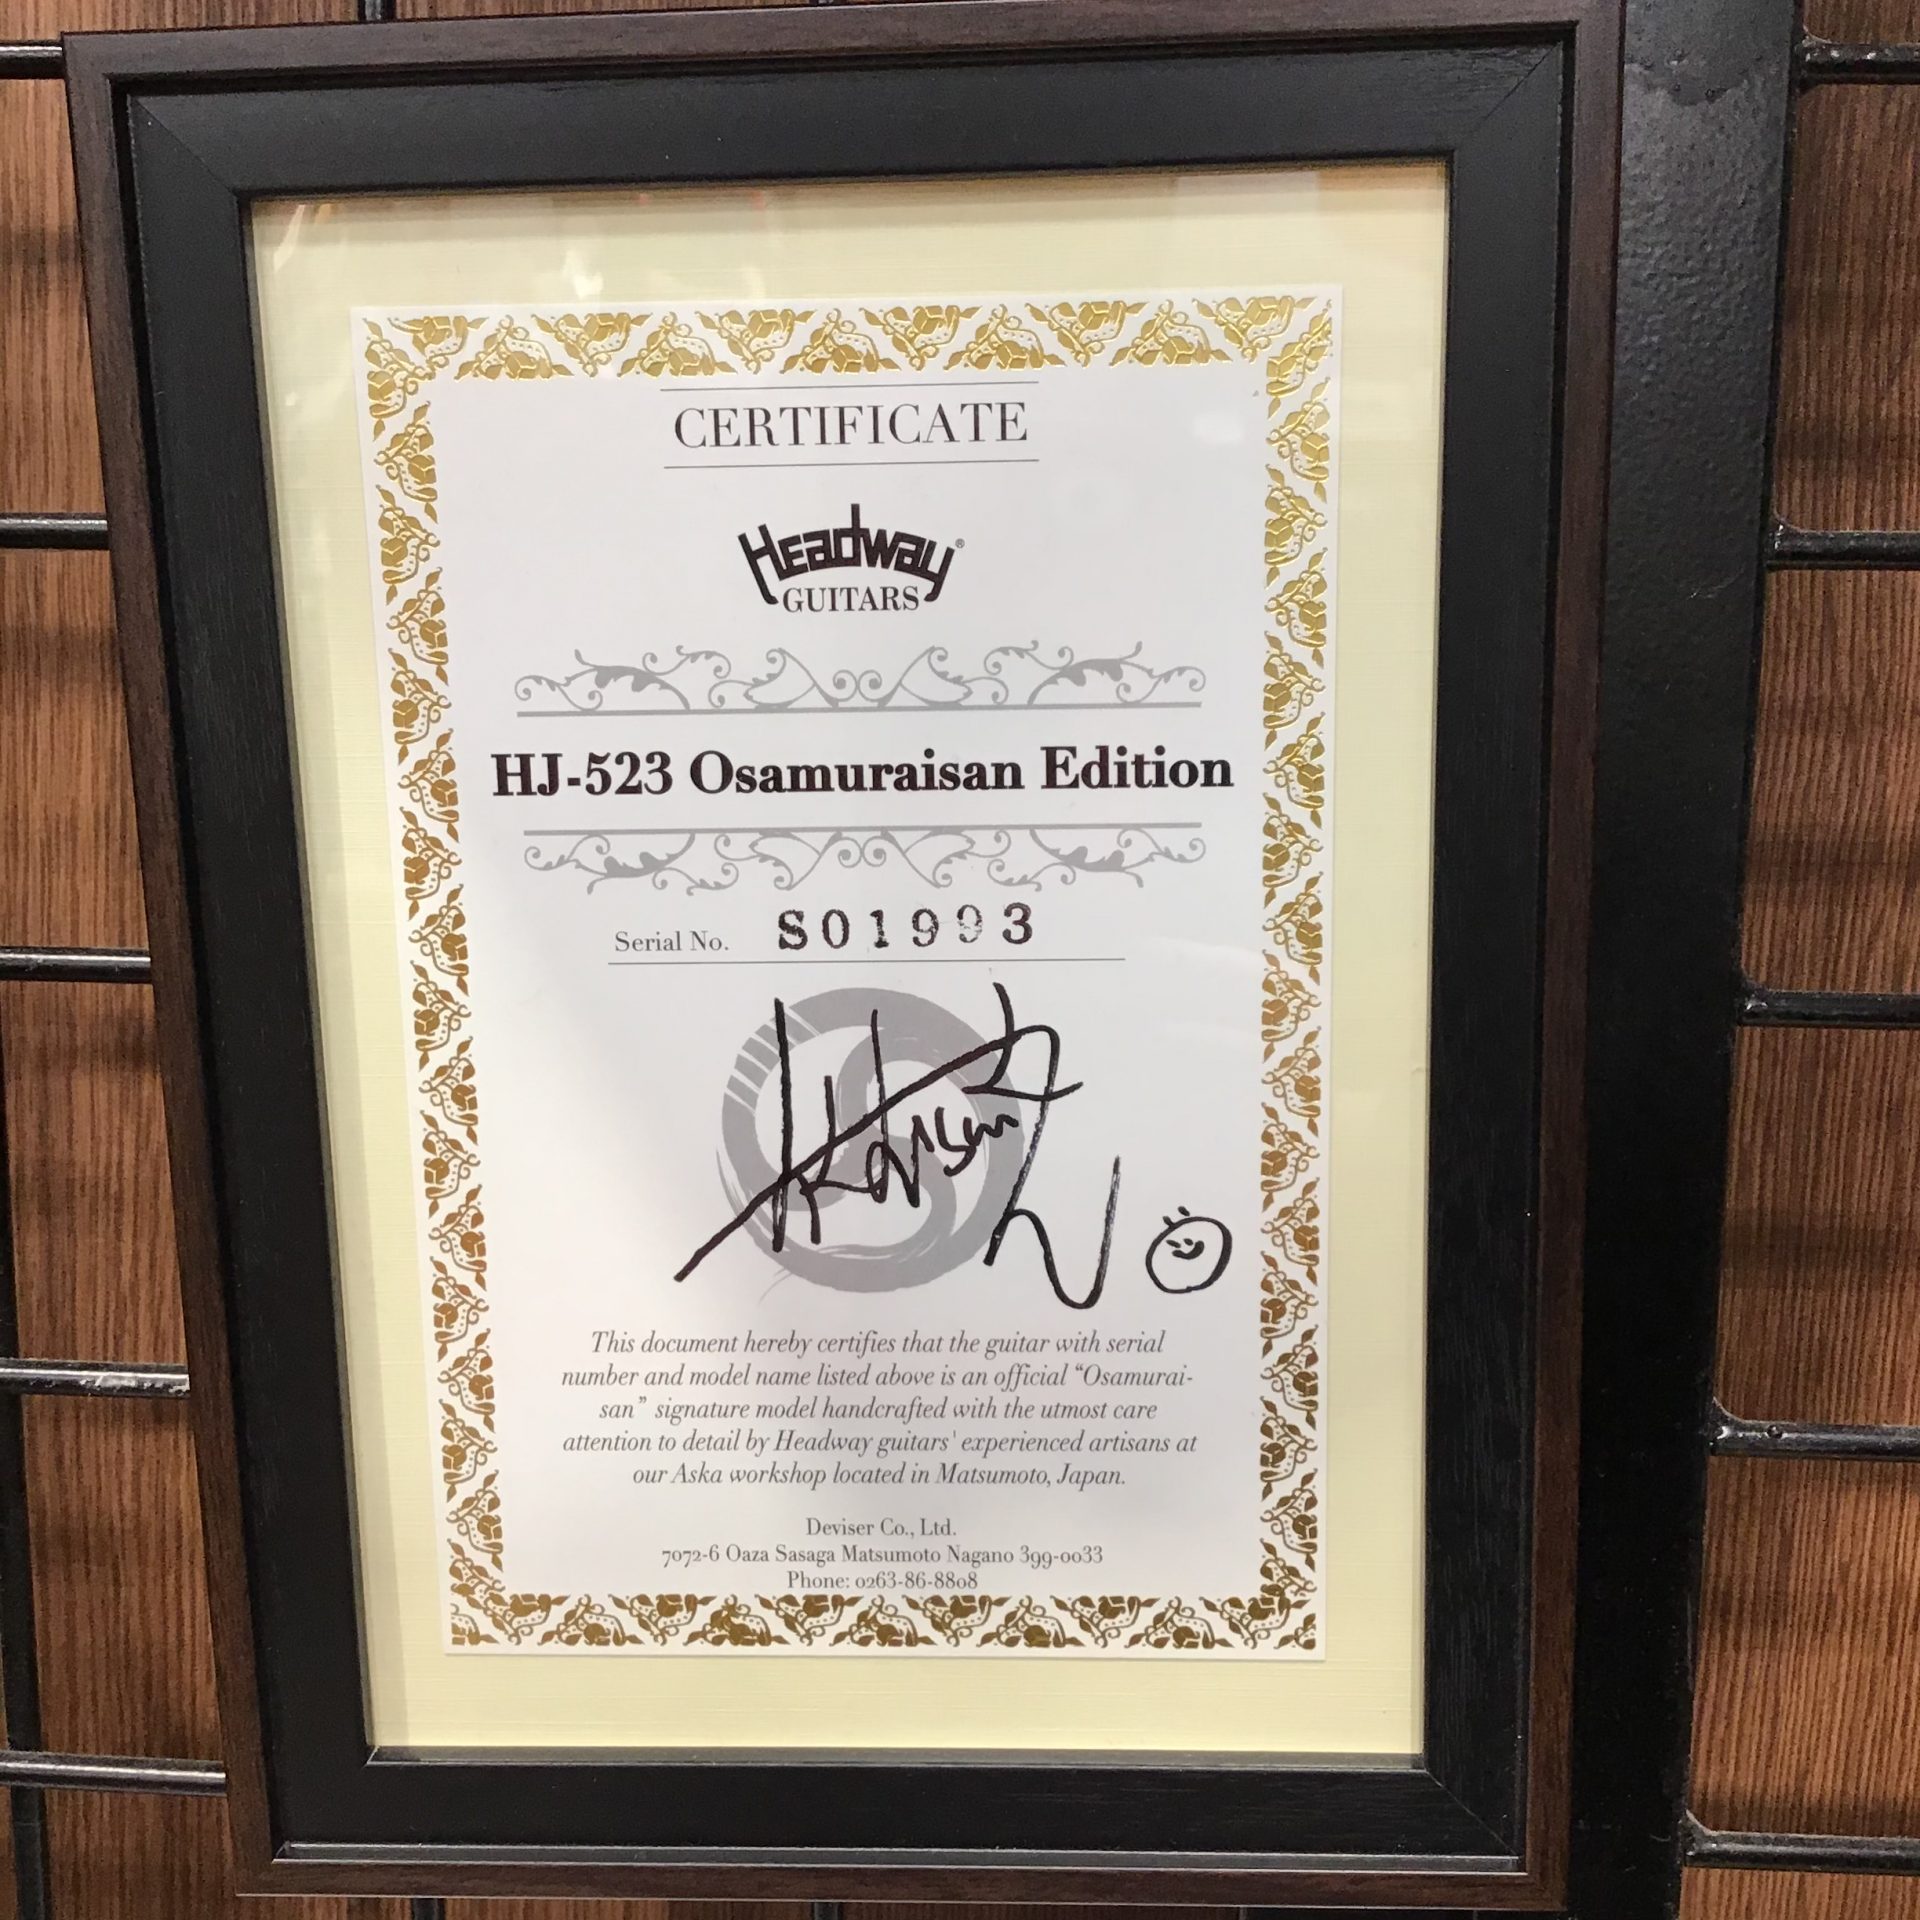 CERTIFICATE
Headway®
GUITARS
HJ-523 Osamuraisan Edition
Serial No. S01993
This document hereby certifies that the guitar with serial
number and model name listed above is an official “Osamurai-
san” signature model handcrafted with the utmost care
attention to detail by Headway guitars' experienced artisans at
our Aska workshop located in Matsumoto, Japan.
Deviser Co., Ltd.
7072-6 Oaza Sasaga Matsumoto Nagano 399-0033
Phone: 0263-86-8808